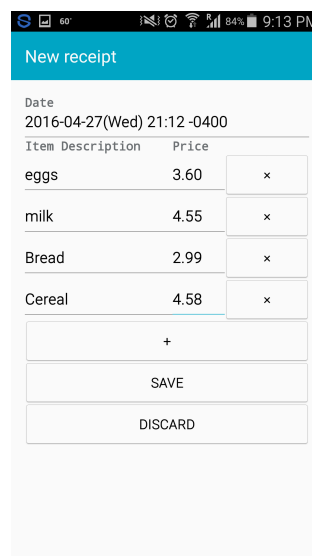 60° 84% 9:13 PM
New receipt
Date
2016-04-27(Wed) 21:12 -0400
Item Description Price
eggs 3.60 ×
milk 4.55 ×
Bread 2.99 ×
Cereal 4.58 ×
+
SAVE
DISCARD